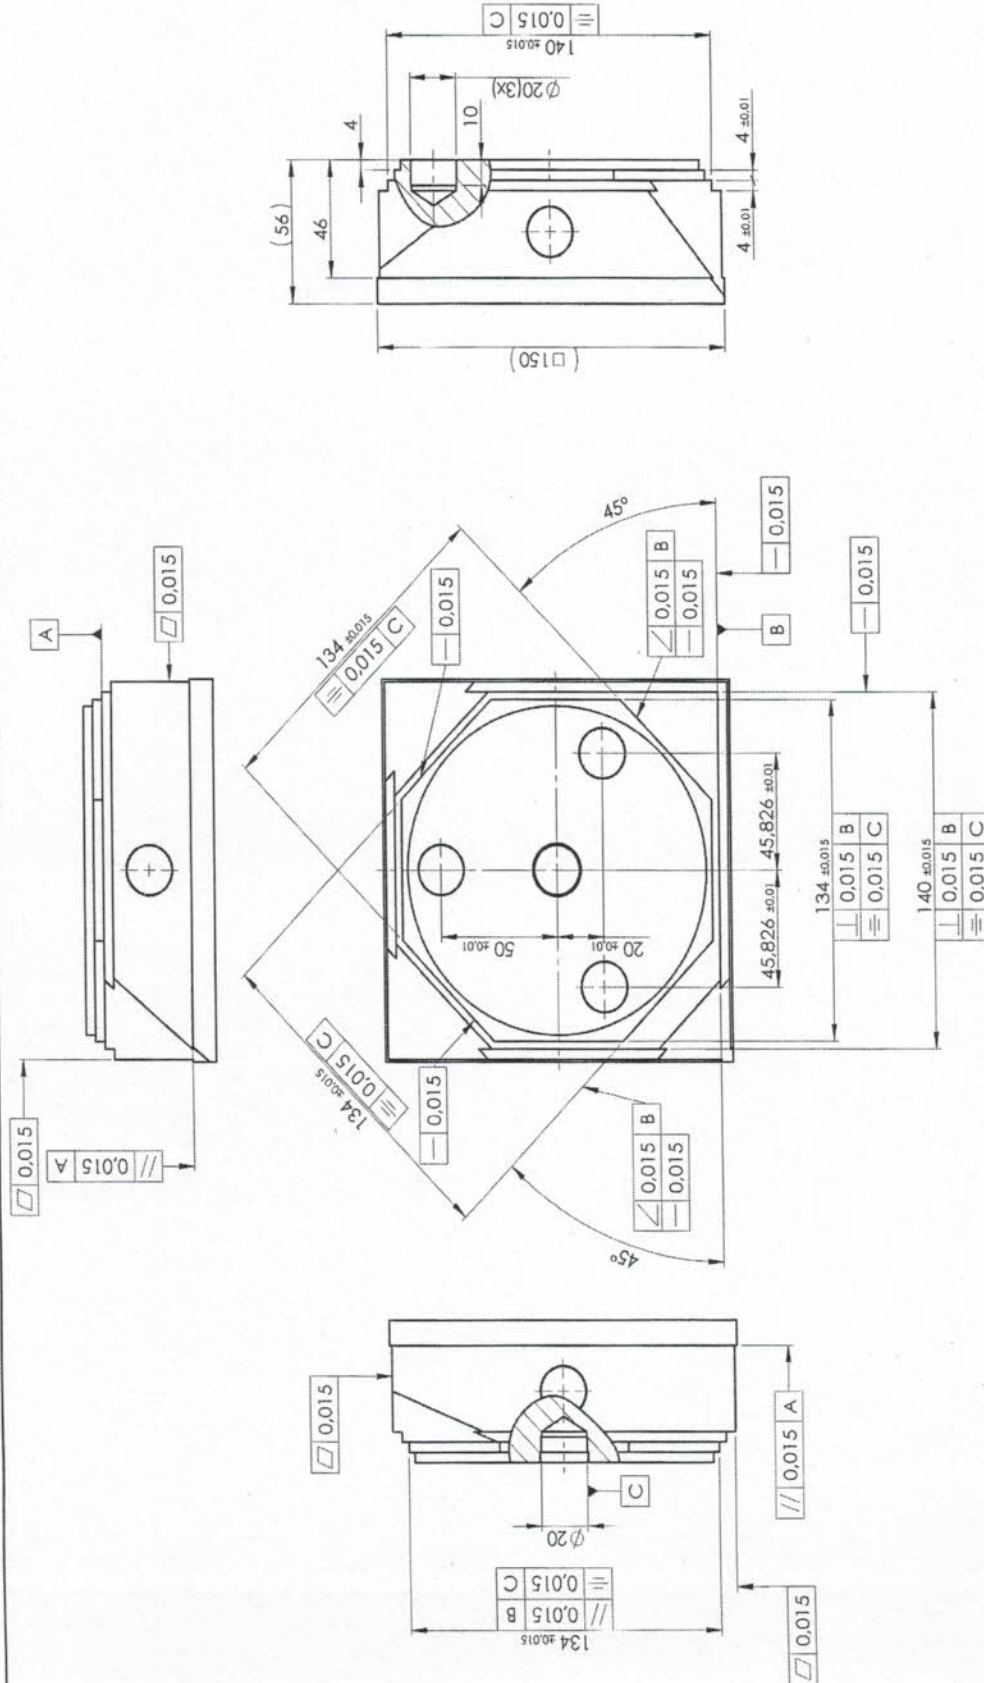 C 0,015 ⌯
140 ±0,015
Ø20(3x)
4
10
4 ±0,01
(56)
46
4 ±0,01
(□150)
A
⏥ 0,015
⏥ 0,015
A 0,015 //
134 ±0,015
⌯ 0,015 C
— 0,015
45°
∠ 0,015 B
— 0,015
— 0,015
B
— 0,015
50 ±0,01
20 ±0,01
45,826 ±0,01
45,826 ±0,01
134 ±0,015
⊥ 0,015 B
⌯ 0,015 C
140 ±0,015
⊥ 0,015 B
⌯ 0,015 C
134 ±0,015
⌯ 0,015 C
— 0,015
∠ 0,015 B
— 0,015
45°
⏥ 0,015
Ø20
C
// 0,015 A
C 0,015 ⌯
B 0,015 //
134 ±0,015
⏥ 0,015